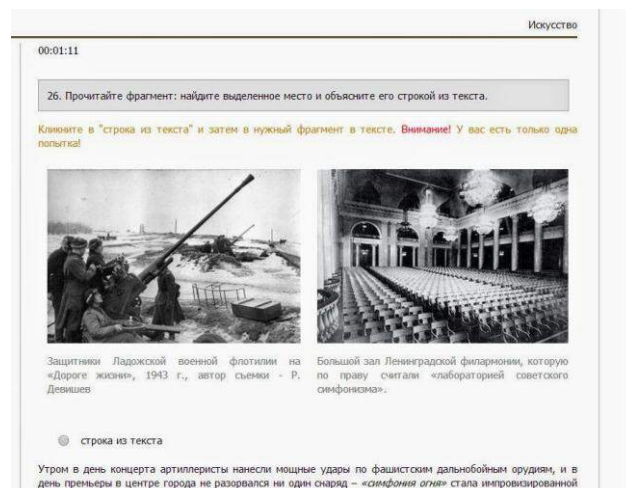 Искусство
00:01:11
26. Прочитайте фрагмент: найдите выделенное место и объясните его строкой из текста.
Кликните в "строка из текста" и затем в нужный фрагмент в тексте. Внимание! У вас есть только одна
попытка!
Защитники Ладожской военной флотилии на
«Дороге жизни», 1943 г., автор съемки - Р.
Девишев
Большой зал Ленинградской филармонии, которую
по праву считали «лабораторией советского
симфонизма».
строка из текста
Утром в день концерта артиллеристы нанесли мощные удары по фашистским дальнобойным орудиям, и в
день премьеры в центре города не разорвался ни один снаряд – «симфония огня» стала импровизированной